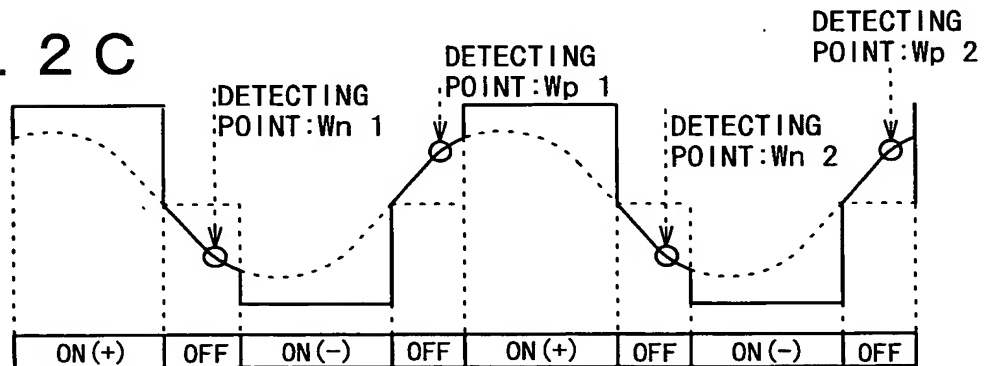 . 2C
DETECTING
POINT:Wn 1
DETECTING
POINT:Wp 1
DETECTING
POINT:Wn 2
DETECTING
POINT:Wp 2
ON(+) OFF ON(-) OFF ON(+) OFF ON(-) OFF